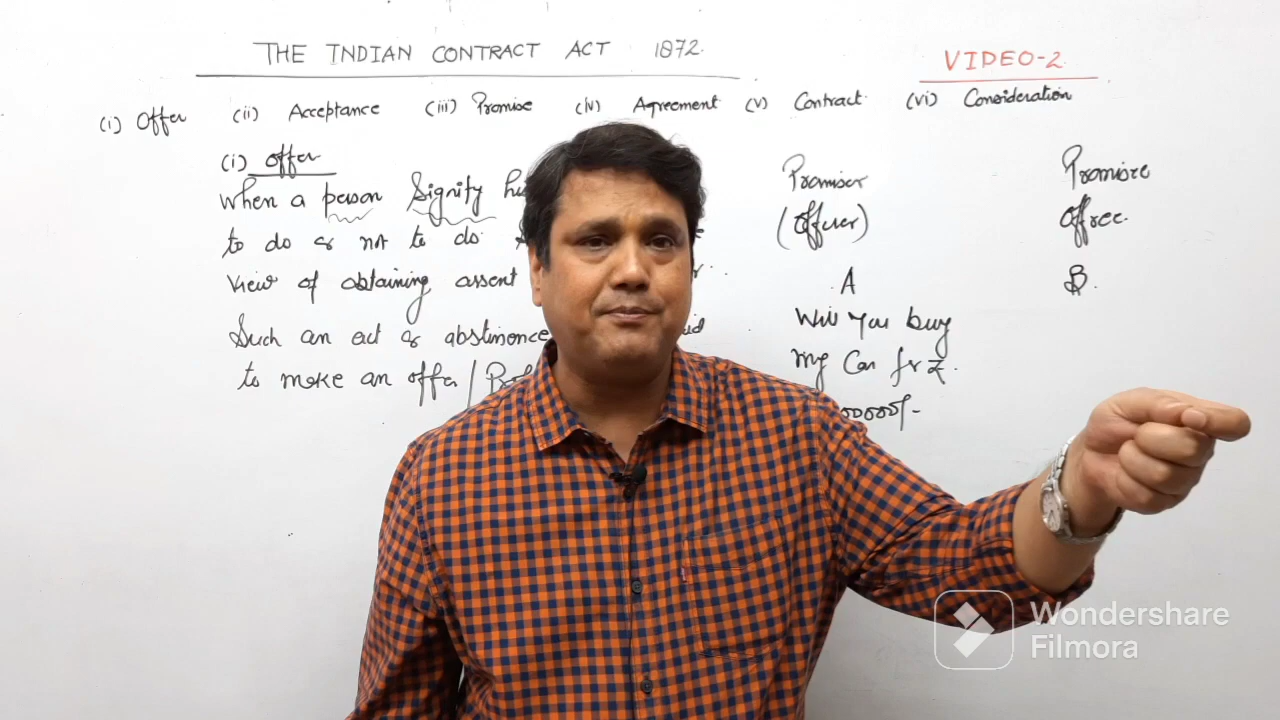 THE INDIAN CONTRACT ACT 1872.
VIDEO-2
(i) Offer (ii) Acceptance (iii) Promise (iv) Agreement (v) Contract (vi) Consideration
(i) offer
when a person Signify
to do or not to do
view of obtaining assent
Such an act or abstinence
to make an offer /
Promisor
(Offerer)
A
Will You buy
my Car for ₹.
00000/-
Promisee
Offree.
B.
Wondershare
Filmora